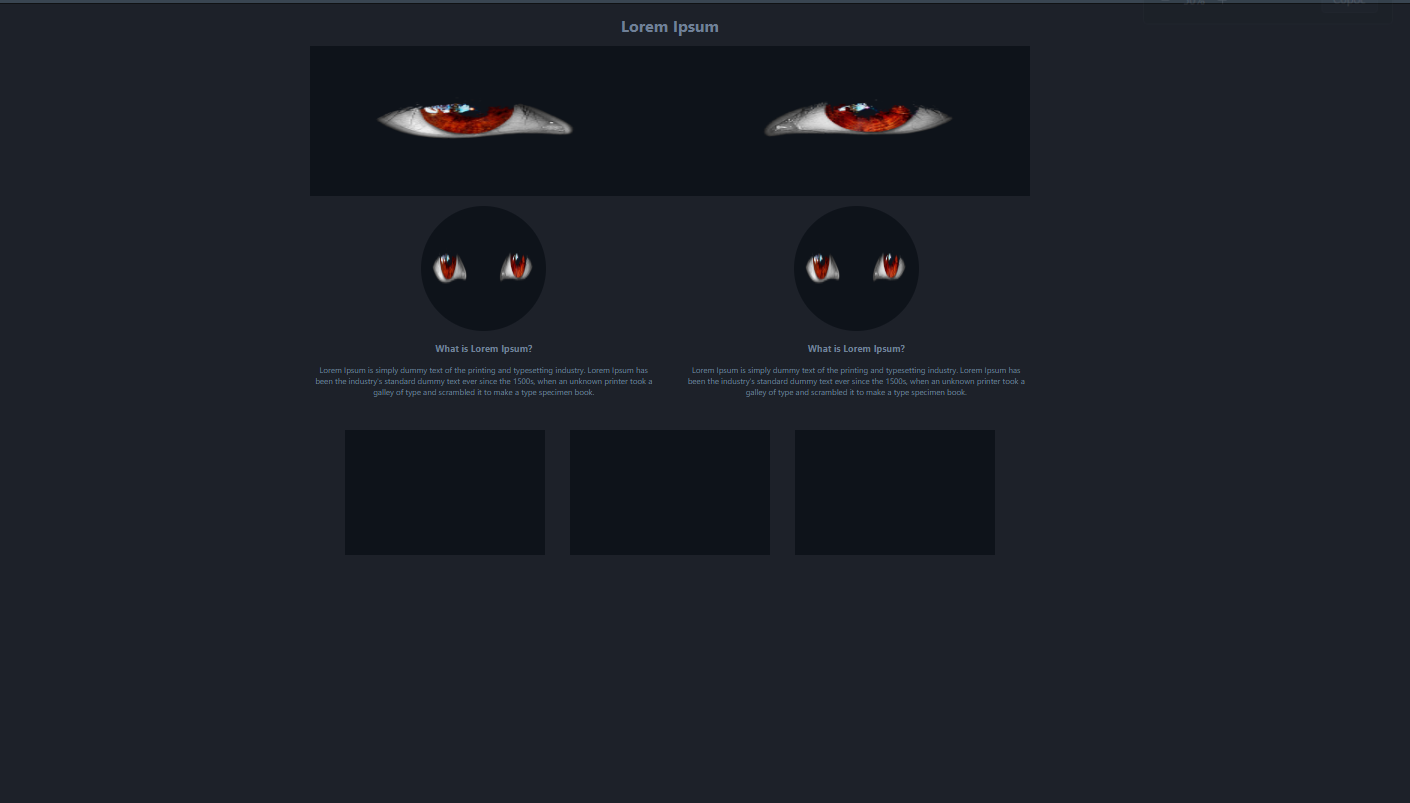 Lorem Ipsum
What is Lorem Ipsum?
Lorem Ipsum is simply dummy text of the printing and typesetting industry. Lorem Ipsum has
been the industry's standard dummy text ever since the 1500s, when an unknown printer took a
galley of type and scrambled it to make a type specimen book.
What is Lorem Ipsum?
Lorem Ipsum is simply dummy text of the printing and typesetting industry. Lorem Ipsum has
been the industry's standard dummy text ever since the 1500s, when an unknown printer took a
galley of type and scrambled it to make a type specimen book.